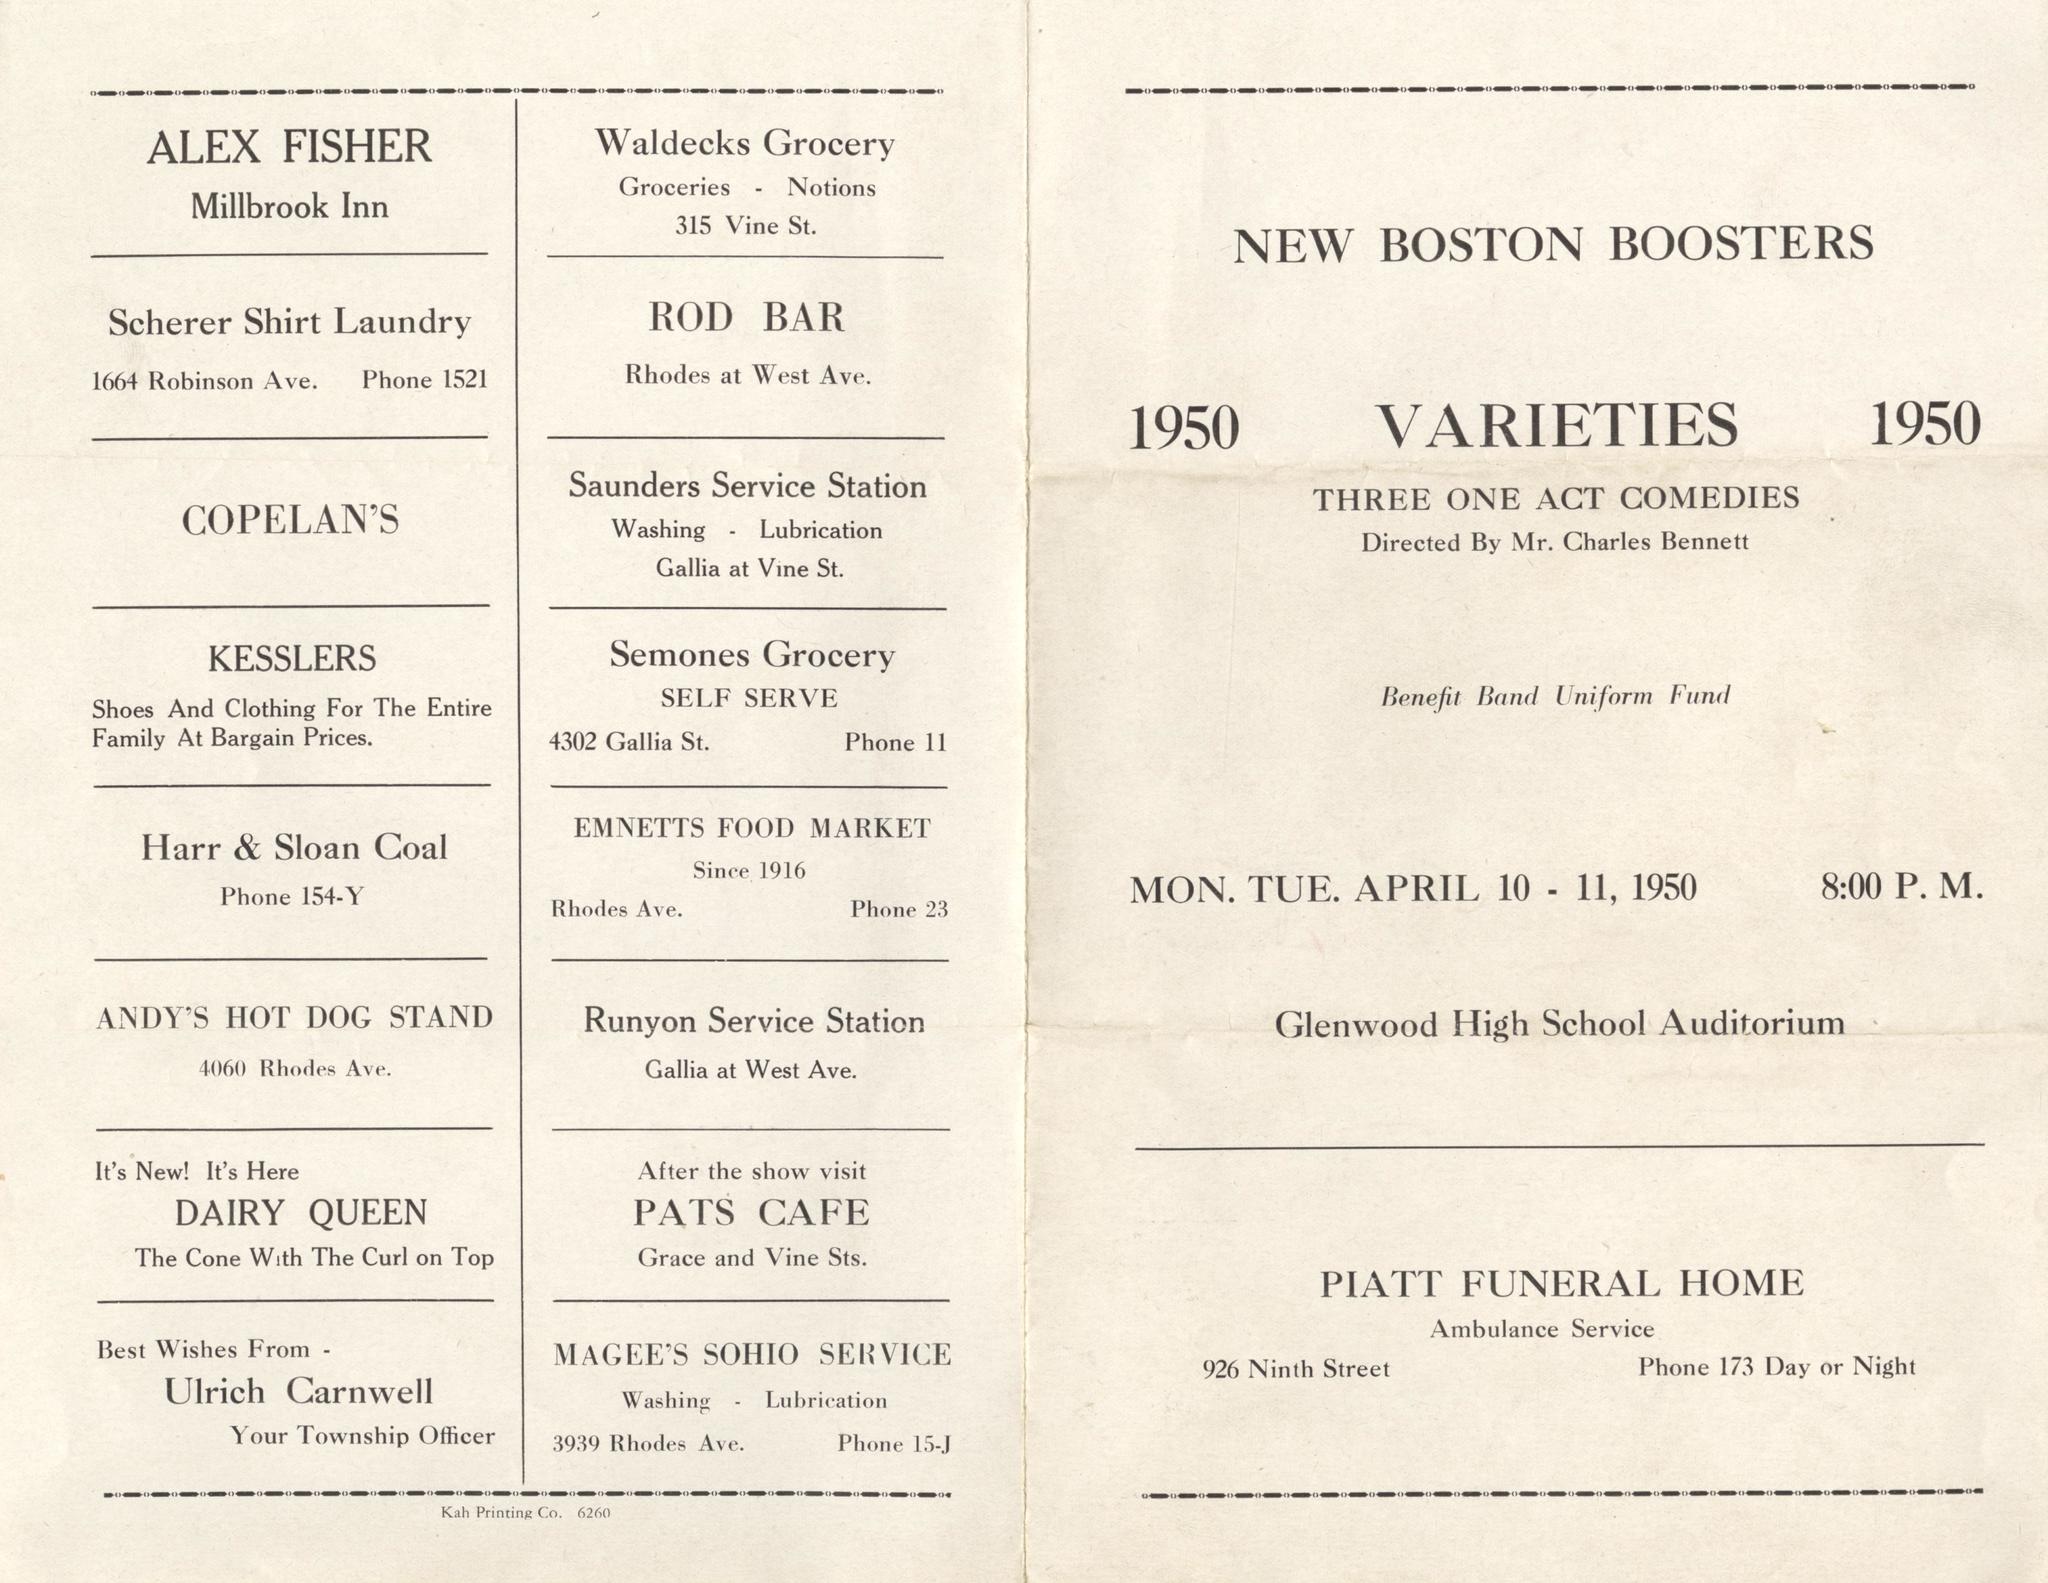 ALEX FISHER
Millbrook Inn
Scherer Shirt Laundry
1664 Robinson Ave. Phone 1521
COPELAN'S
KESSLERS
Shoes And Clothing For The Entire
Family At Bargain Prices.
Harr & Sloan Coal
Phone 154-Y
ANDY'S HOT DOG STAND
4060 Rhodes Ave.
It's New! It's Here
DAIRY QUEEN
The Cone With The Curl on Top
Best Wishes From -
Ulrich Carnwell
Your Township Officer
Waldecks Grocery
Groceries - Notions
315 Vine St.
ROD BAR
Rhodes at West Ave.
Saunders Service Station
Washing - Lubrication
Gallia at Vine St.
Semones Grocery
SELF SERVE
4302 Gallia St. Phone 11
EMNETTS FOOD MARKET
Since 1916
Rhodes Ave. Phone 23
Runyon Service Station
Gallia at West Ave.
After the show visit
PATS CAFE
Grace and Vine Sts.
MAGEE'S SOHIO SERVICE
Washing - Lubrication
3939 Rhodes Ave. Phone 15-J
Kah Printing Co. 6260
NEW BOSTON BOOSTERS
1950 VARIETIES 1950
THREE ONE ACT COMEDIES
Directed By Mr. Charles Bennett
Benefit Band Uniform Fund
MON. TUE. APRIL 10 - 11, 1950 8:00 P. M.
Glenwood High School Auditorium
PIATT FUNERAL HOME
Ambulance Service
926 Ninth Street Phone 173 Day or Night